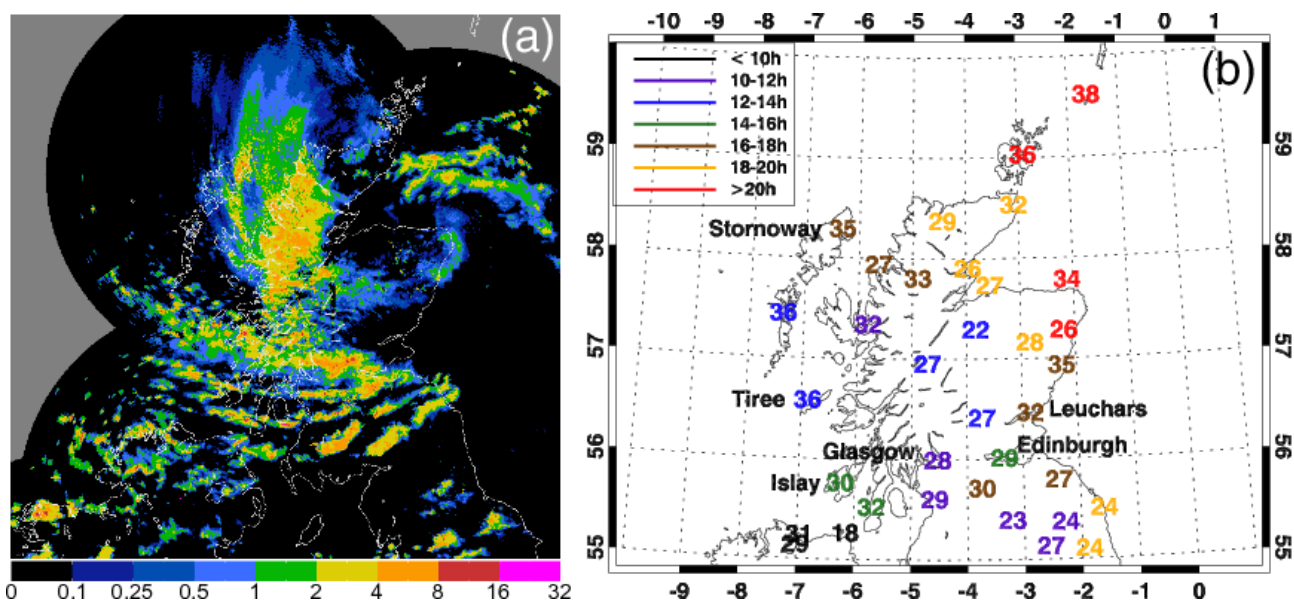 (a)
0 0.1 0.25 0.5 1 2 4 8 16 32
(b)
-10 -9 -8 -7 -6 -5 -4 -3 -2 -1 0 1
< 10h
10-12h
12-14h
14-16h
16-18h
18-20h
>20h
38
59 36 59
32
29
Stornoway 35
58 58
27 26
33 27 34
36
32 22 26
28
57 57
27 35
Tiree 36
27 32 Leuchars
56 Glasgow Edinburgh 56
28 29
Islay 30 30 27
32 29 24
23 24
31 18
55 29 27 24 55
-9 -8 -7 -6 -5 -4 -3 -2 -1 0